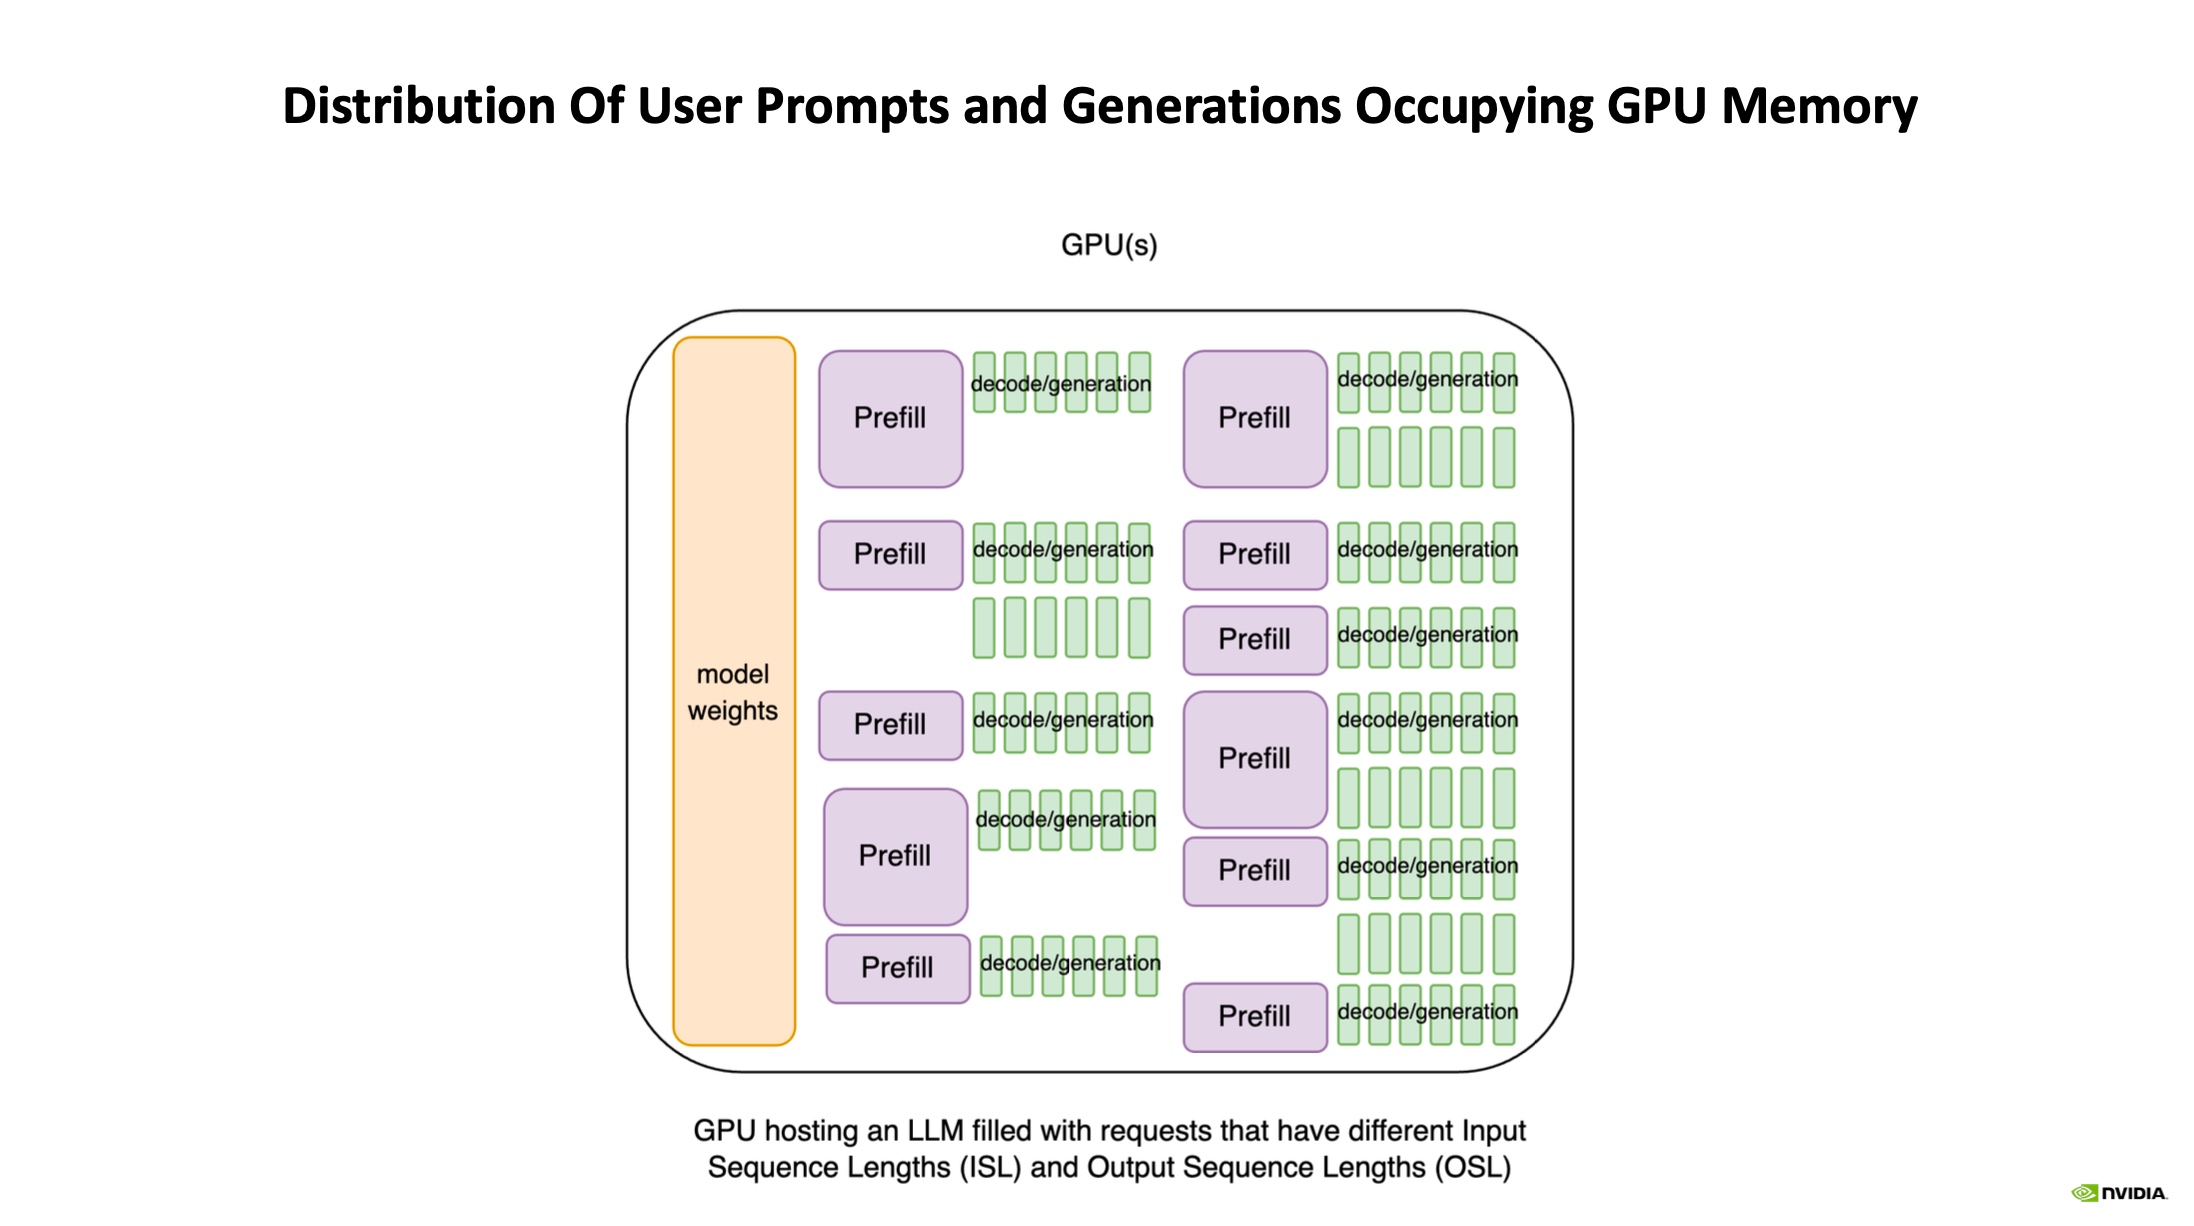 Distribution Of User Prompts and Generations Occupying GPU Memory
GPU(s)
model
weights
Prefill
decode/generation
Prefill
decode/generation
Prefill
decode/generation
Prefill
decode/generation
Prefill
decode/generation
Prefill
decode/generation
Prefill
decode/generation
Prefill
decode/generation
Prefill
decode/generation
Prefill
decode/generation
Prefill
decode/generation
GPU hosting an LLM filled with requests that have different Input
Sequence Lengths (ISL) and Output Sequence Lengths (OSL)
NVIDIA.